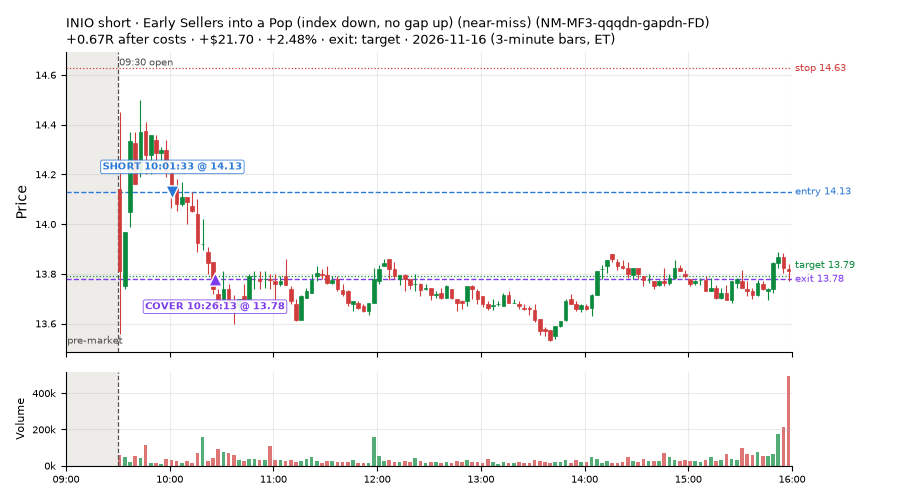 INIO short · Early Sellers into a Pop (index down, no gap up) (near-miss) (NM-MF3-qqqdn-gapdn-FD)
+0.67R after costs · +$21.70 · +2.48% · exit: target · 2026-11-16 (3-minute bars, ET)
09:30 open
stop 14.63
14.6
14.4
SHORT 10:01:33 @ 14.13
14.2
entry 14.13
Price
14.0
target 13.79
13.8
exit 13.78
COVER 10:26:13 @ 13.78
13.6
pre-market
400k
Volume
200k
0k
09:00
10:00
11:00
12:00
13:00
14:00
15:00
16:00